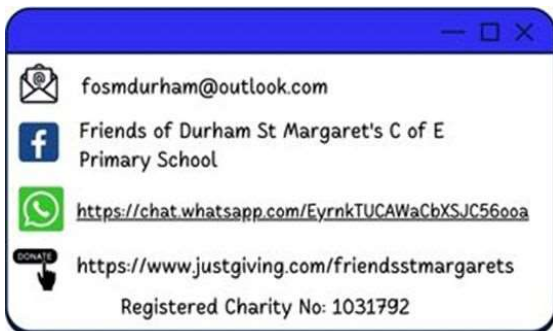 fosmdurham@outlook.com
Friends of Durham St Margaret's C of E
Primary School
https://chat.whatsapp.com/EyrnkTUCAWaCbXSJC56ooa
DONATE
https://www.justgiving.com/friendsstmargarets
Registered Charity No: 1031792